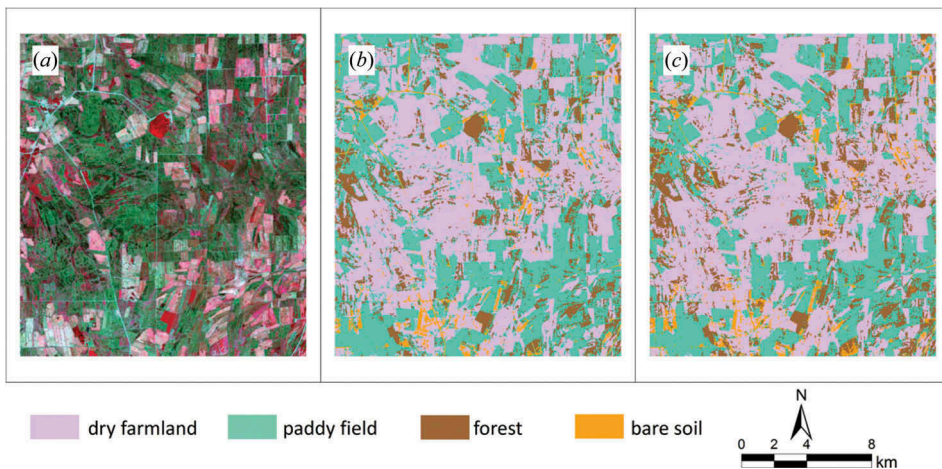 (a) (b) (c)
dry farmland paddy field forest bare soil
N
0 2 4 8
km